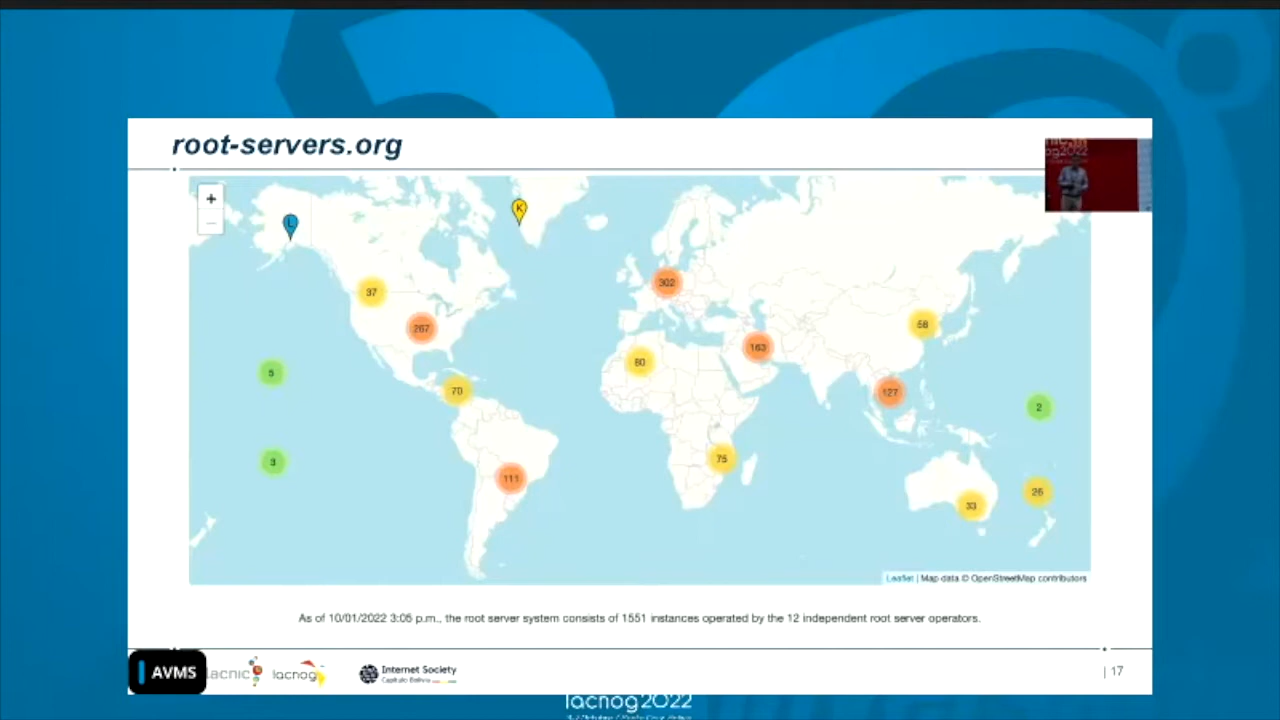 root-servers.org
+
L
K
37
267
302
58
163
80
127
5
70
2
3
75
111
26
33
Leaflet | Map data © OpenStreetMap contributors
As of 10/01/2022 3:05 p.m., the root server system consists of 1551 instances operated by the 12 independent root server operators.
AVMS
lacnic
lacnog
Internet Society
Capítulo Bolivia
| 17
lacnog2022